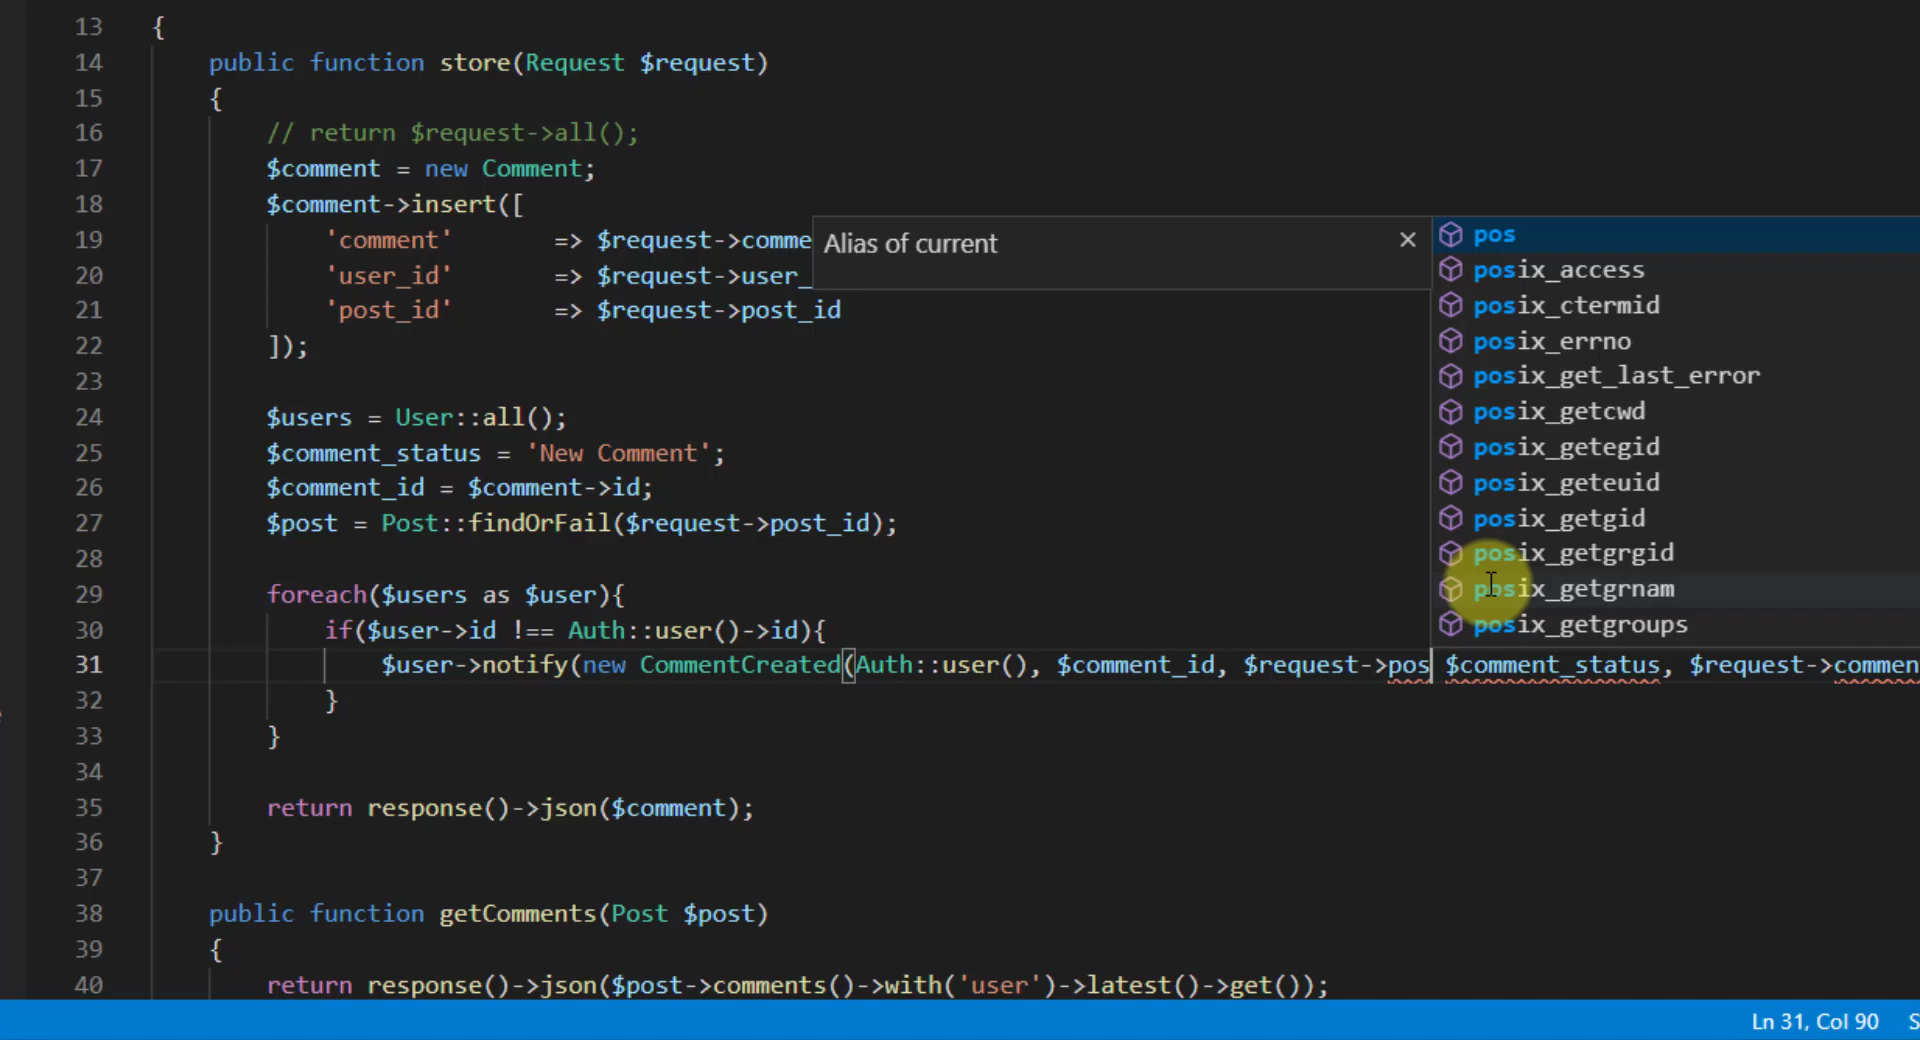 13 {
14 public function store(Request $request)
15 {
16 // return $request->all();
17 $comment = new Comment;
18 $comment->insert([
19 'comment' => $request->comme
20 'user_id' => $request->user_
21 'post_id' => $request->post_id
22 ]);
23
24 $users = User::all();
25 $comment_status = 'New Comment';
26 $comment_id = $comment->id;
27 $post = Post::findOrFail($request->post_id);
28
29 foreach($users as $user){
30 if($user->id !== Auth::user()->id){
31 $user->notify(new CommentCreated(Auth::user(), $comment_id, $request->pos $comment_status, $request->commen
32 }
33 }
34
35 return response()->json($comment);
36 }
37
38 public function getComments(Post $post)
39 {
40 return response()->json($post->comments()->with('user')->latest()->get());
Alias of current
pos
posix_access
posix_ctermid
posix_errno
posix_get_last_error
posix_getcwd
posix_getegid
posix_geteuid
posix_getgid
posix_getgrgid
posix_getgrnam
posix_getgroups
Ln 31, Col 90 S